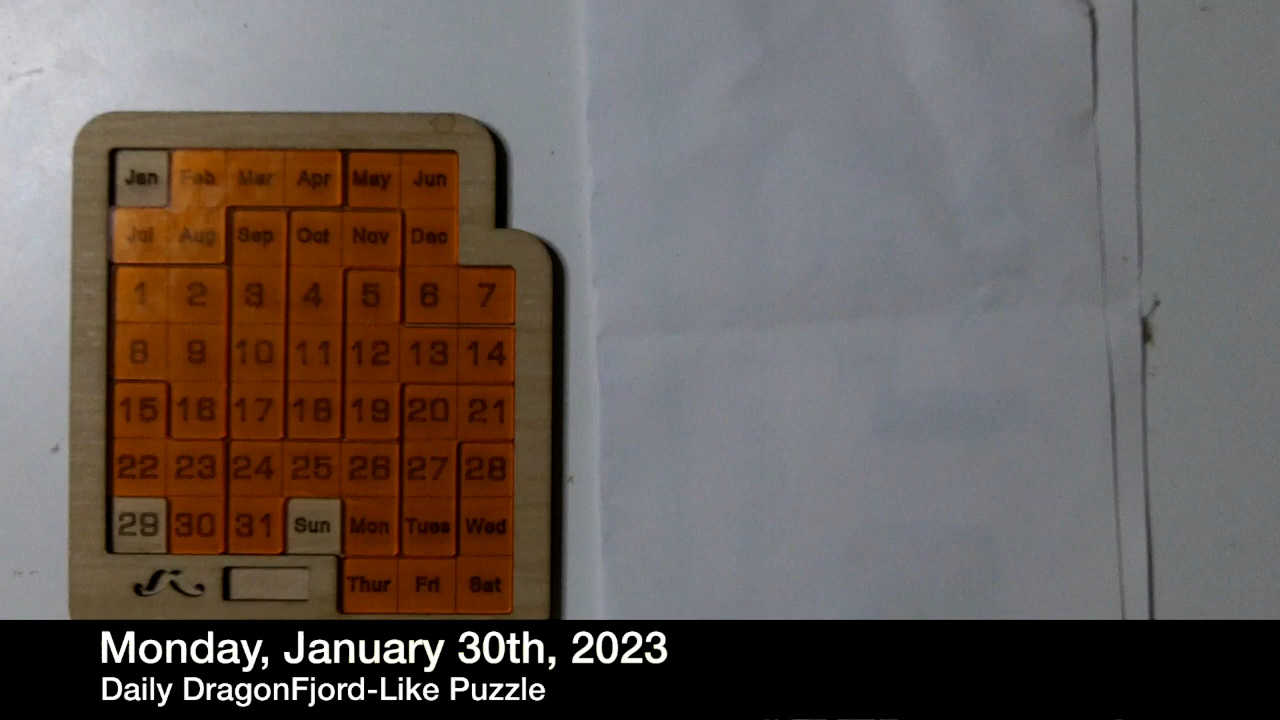 Jan Feb Mar Apr May Jun
Jul Aug Sep Oct Nov Dec
1 2 3 4 5 6 7
8 9 10 11 12 13 14
15 16 17 18 19 20 21
22 23 24 25 26 27 28
29 30 31 Sun Mon Tues Wed
Thur Fri Sat
Monday, January 30th, 2023
Daily DragonFjord-Like Puzzle